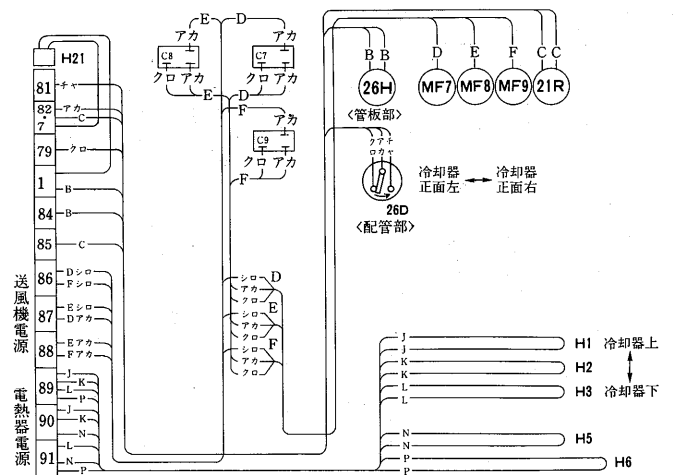 H21
81 チャ
82 アカ
7 C
79 クロ
1
B
84 B
85 C
86 D シロ
F シロ
87 E シロ
D アカ
88 E アカ
F アカ
89 J
K
L
P
90 J
K
N
91 L
N
P
送風機電源
電熱器電源
E D
アカ アカ
C8 C7
クロ アカ クロ アカ
E D
F
アカ
C9
クロ アカ
F
シロ D
アカ
クロ
シロ E
アカ
クロ
シロ F
アカ
クロ
B B D E F C C
26H MF7 MF8 MF9 21R
〈管板部〉
クロ アカ チャ
26D
〈配管部〉
冷却器正面左 ↔ 冷却器正面右
J H1 冷却器上
J
K H2
K
L H3 冷却器下
L
N H5
N
P H6
P